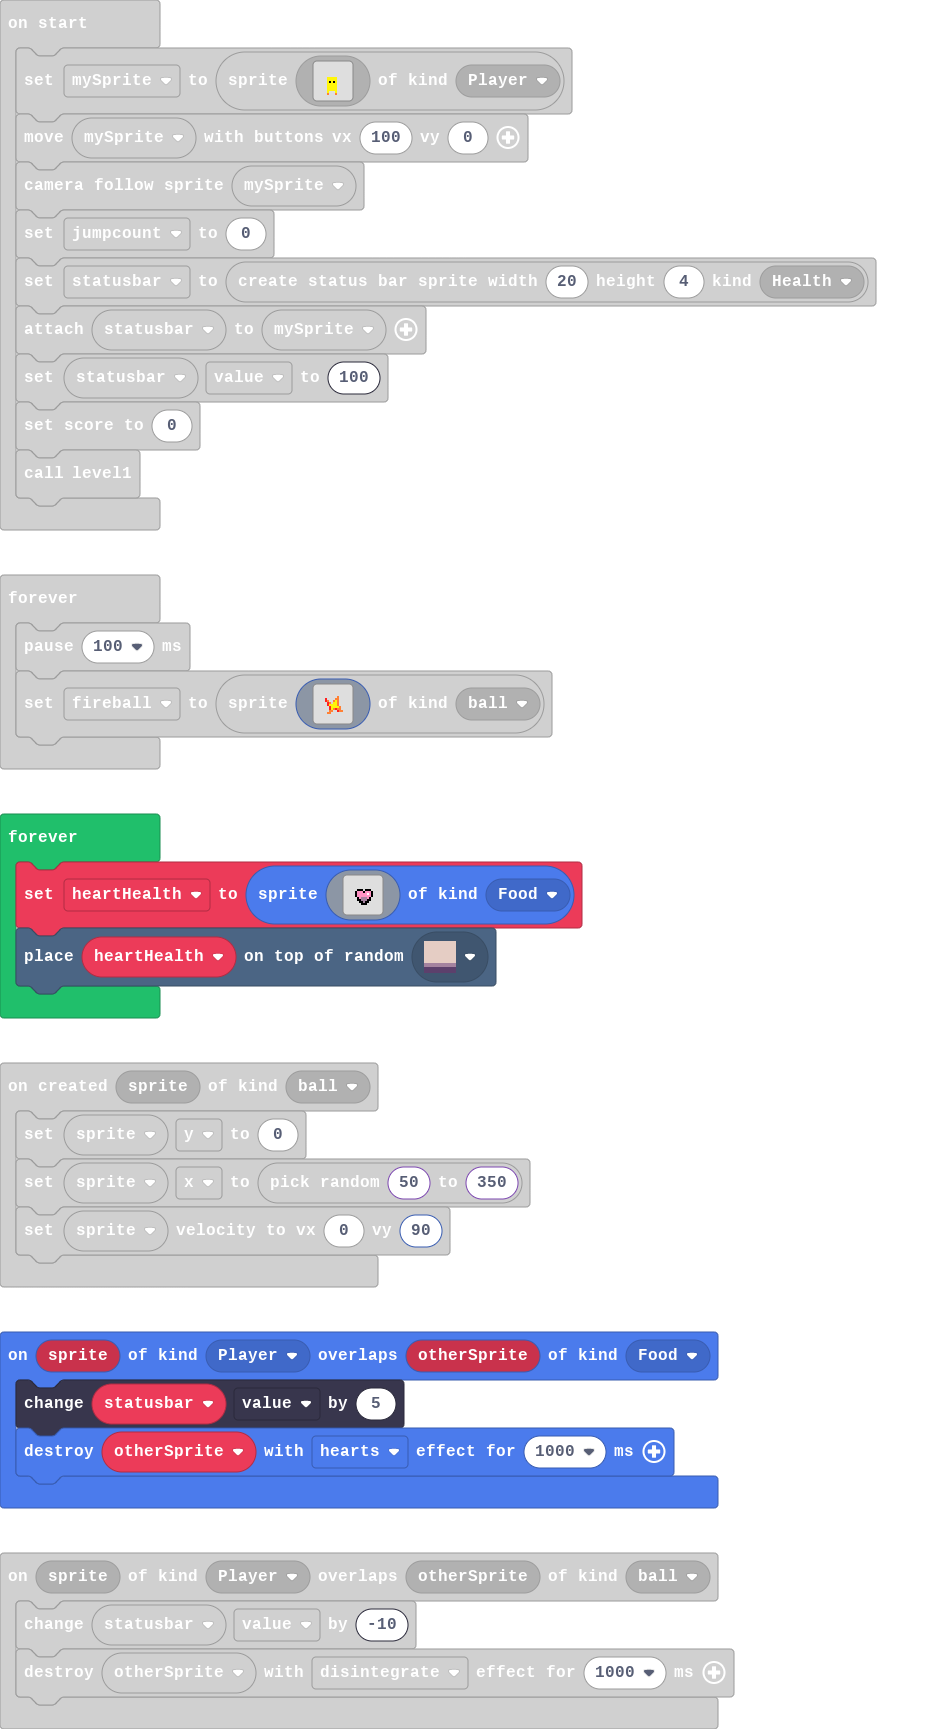 on start
set mySprite to sprite of kind Player
move mySprite with buttons vx 100 vy 0
camera follow sprite mySprite
set jumpcount to 0
set statusbar to create status bar sprite width 20 height 4 kind Health
attach statusbar to mySprite
set statusbar value to 100
set score to 0
call level1
forever
pause 100 ms
set fireball to sprite of kind ball
forever
set heartHealth to sprite of kind Food
place heartHealth on top of random
on created sprite of kind ball
set sprite y to 0
set sprite x to pick random 50 to 350
set sprite velocity to vx 0 vy 90
on sprite of kind Player overlaps otherSprite of kind Food
change statusbar value by 5
destroy otherSprite with hearts effect for 1000 ms
on sprite of kind Player overlaps otherSprite of kind ball
change statusbar value by -10
destroy otherSprite with disintegrate effect for 1000 ms